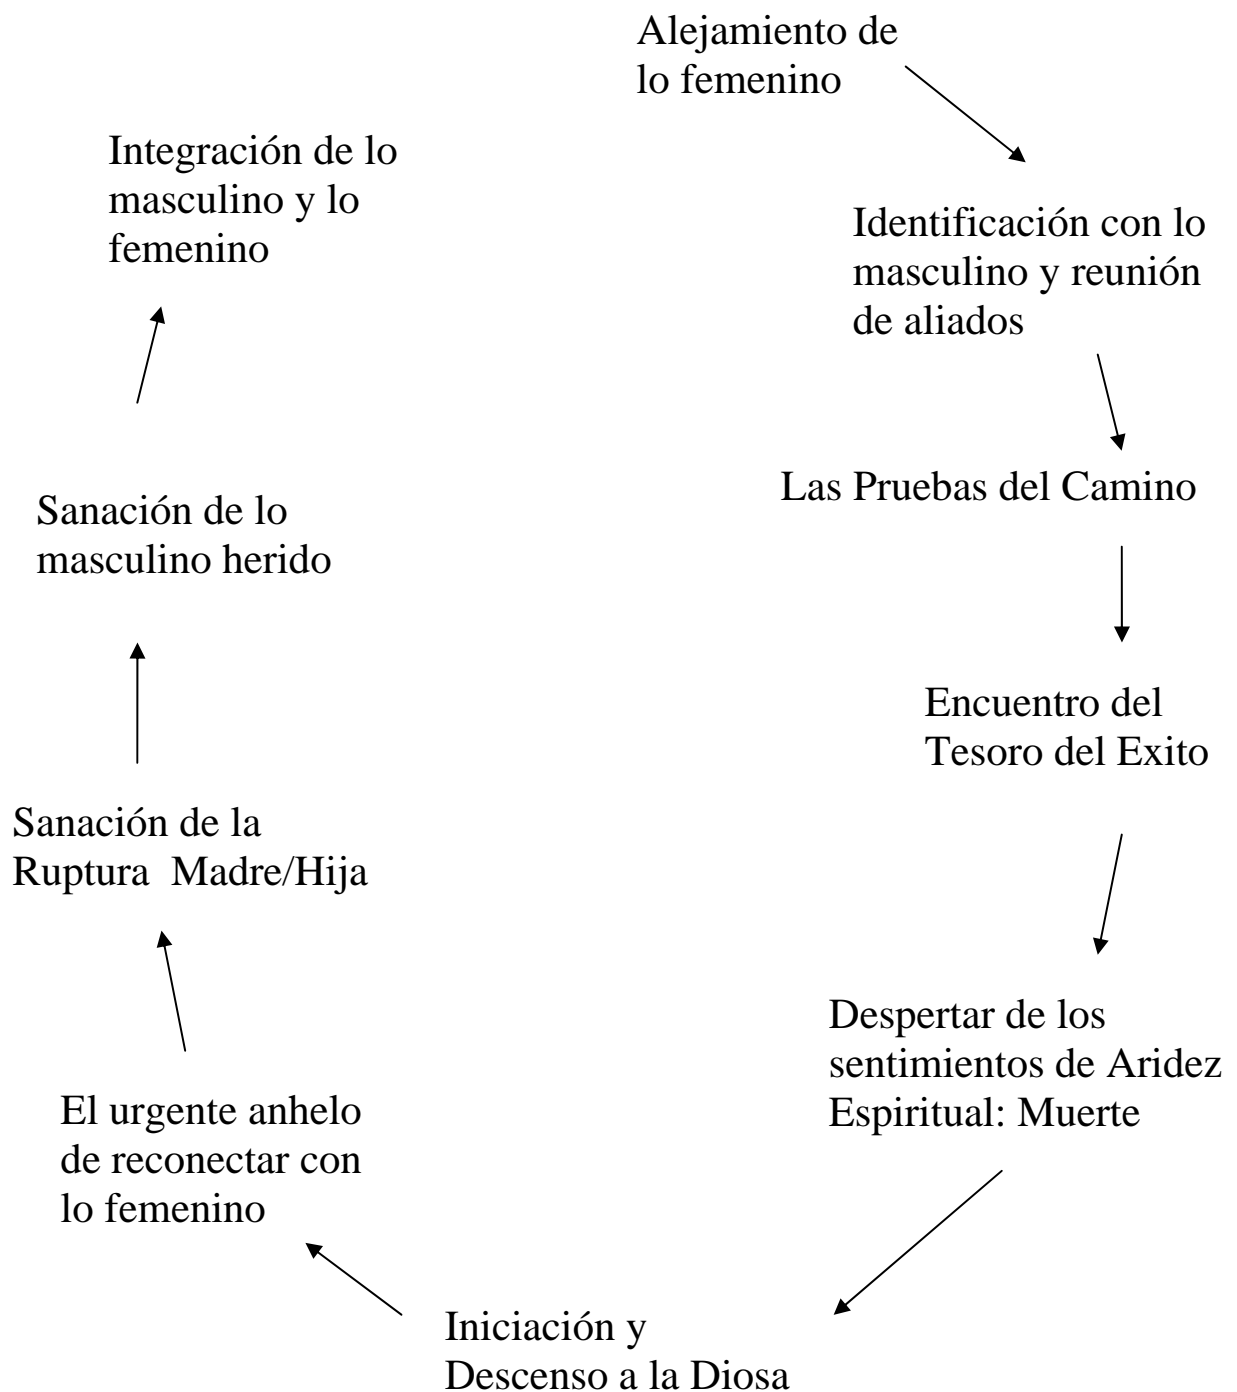 Alejamiento de
lo femenino
Identificación con lo
masculino y reunión
de aliados
Las Pruebas del Camino
Encuentro del
Tesoro del Exito
Despertar de los
sentimientos de Aridez
Espiritual: Muerte
Iniciación y
Descenso a la Diosa
El urgente anhelo
de reconectar con
lo femenino
Sanación de la
Ruptura  Madre/Hija
Sanación de lo
masculino herido
Integración de lo
masculino y lo
femenino